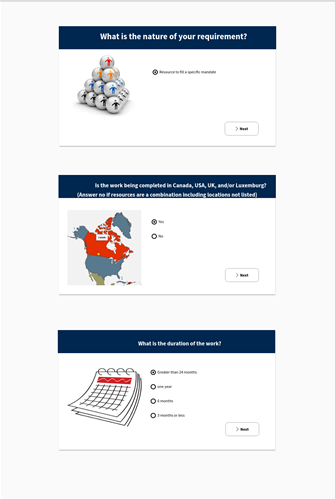 What is the nature of your requirement?
Resource to fill a specific mandate
Next
Is the work being completed in Canada, USA, UK, and/or Luxemburg?
(Answer no if resources are a combination including locations not listed)
Yes
No
Next
What is the duration of the work?
Greater than 24 months
one year
6 months
3 months or less
Next